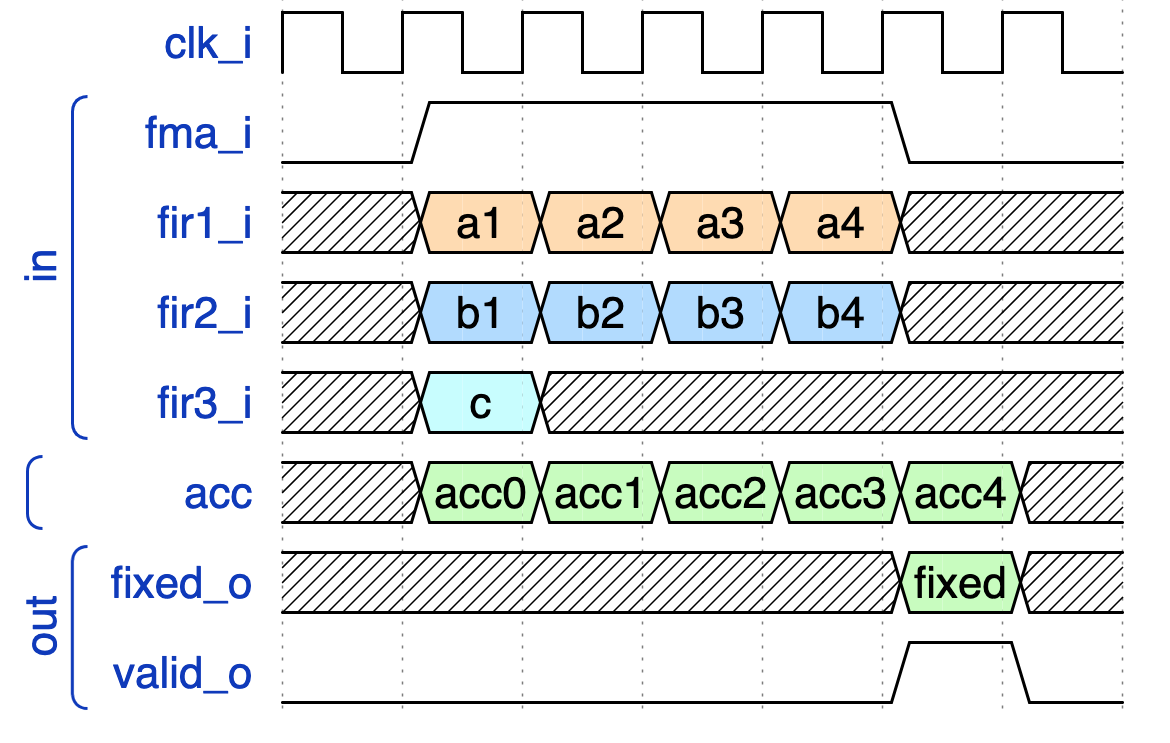 clk_i
in
fma_i
fir1_i a1 a2 a3 a4
fir2_i b1 b2 b3 b4
fir3_i c
acc acc0 acc1 acc2 acc3 acc4
out
fixed_o fixed
valid_o